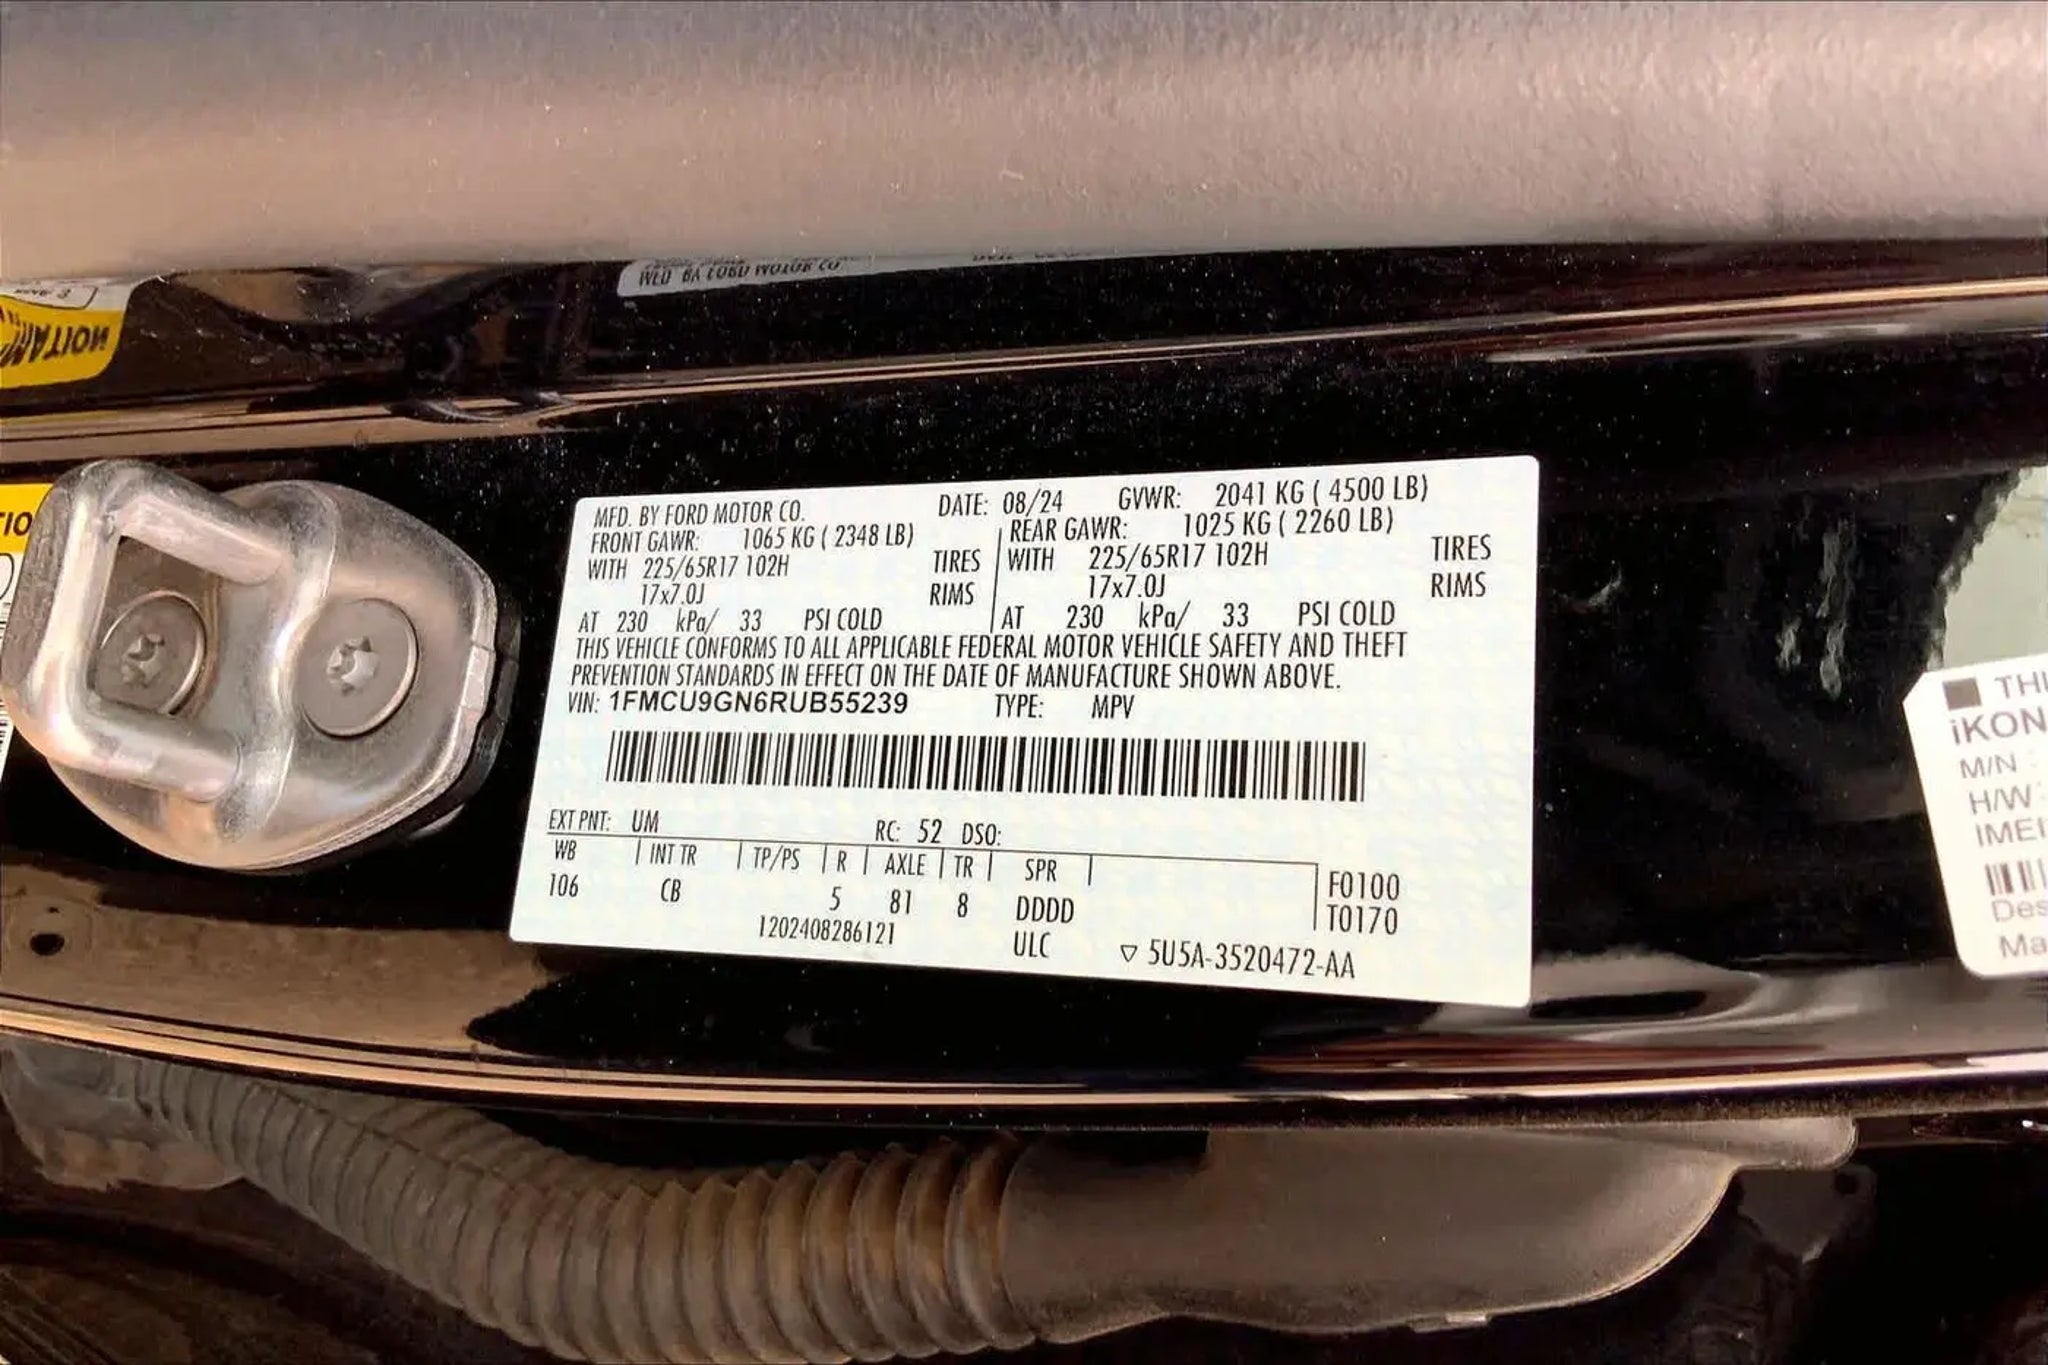 MFD. BY FORD MOTOR CO. DATE: 08/24 GVWR: 2041 KG ( 4500 LB)
FRONT GAWR: 1065 KG ( 2348 LB) REAR GAWR: 1025 KG ( 2260 LB)
WITH 225/65R17 102H TIRES WITH 225/65R17 102H TIRES
17x7.0J RIMS 17x7.0J RIMS
AT 230 kPa/ 33 PSI COLD AT 230 kPa/ 33 PSI COLD
THIS VEHICLE CONFORMS TO ALL APPLICABLE FEDERAL MOTOR VEHICLE SAFETY AND THEFT
PREVENTION STANDARDS IN EFFECT ON THE DATE OF MANUFACTURE SHOWN ABOVE.
VIN: 1FMCU9GN6RUB55239 TYPE: MPV
EXT PNT: UM RC: 52 DSO:
WB INT TR TP/PS R AXLE TR SPR
106 CB 5 81 8 DDDD F0100
T0170
1202408286121 ULC ▽ 5U5A-3520472-AA
iKON
M/N :
H/W :
IMEI